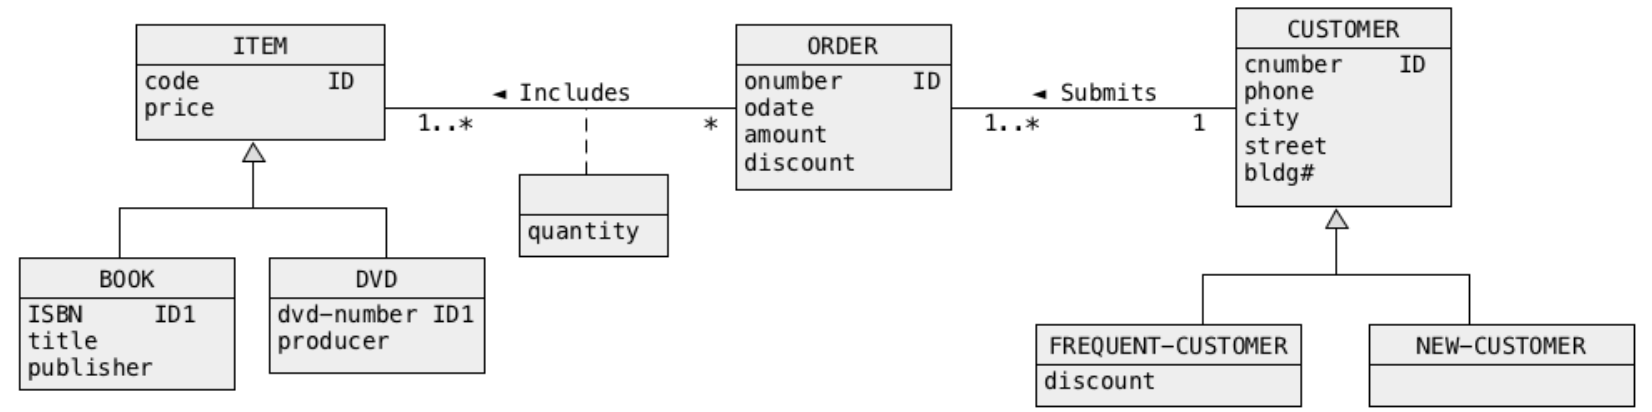 ITEM
code ID
price
◄ Includes
1..*
*
quantity
ORDER
onumber ID
odate
amount
discount
◄ Submits
1..*
1
CUSTOMER
cnumber ID
phone
city
street
bldg#
BOOK
ISBN ID1
title
publisher
DVD
dvd-number ID1
producer
FREQUENT-CUSTOMER
discount
NEW-CUSTOMER